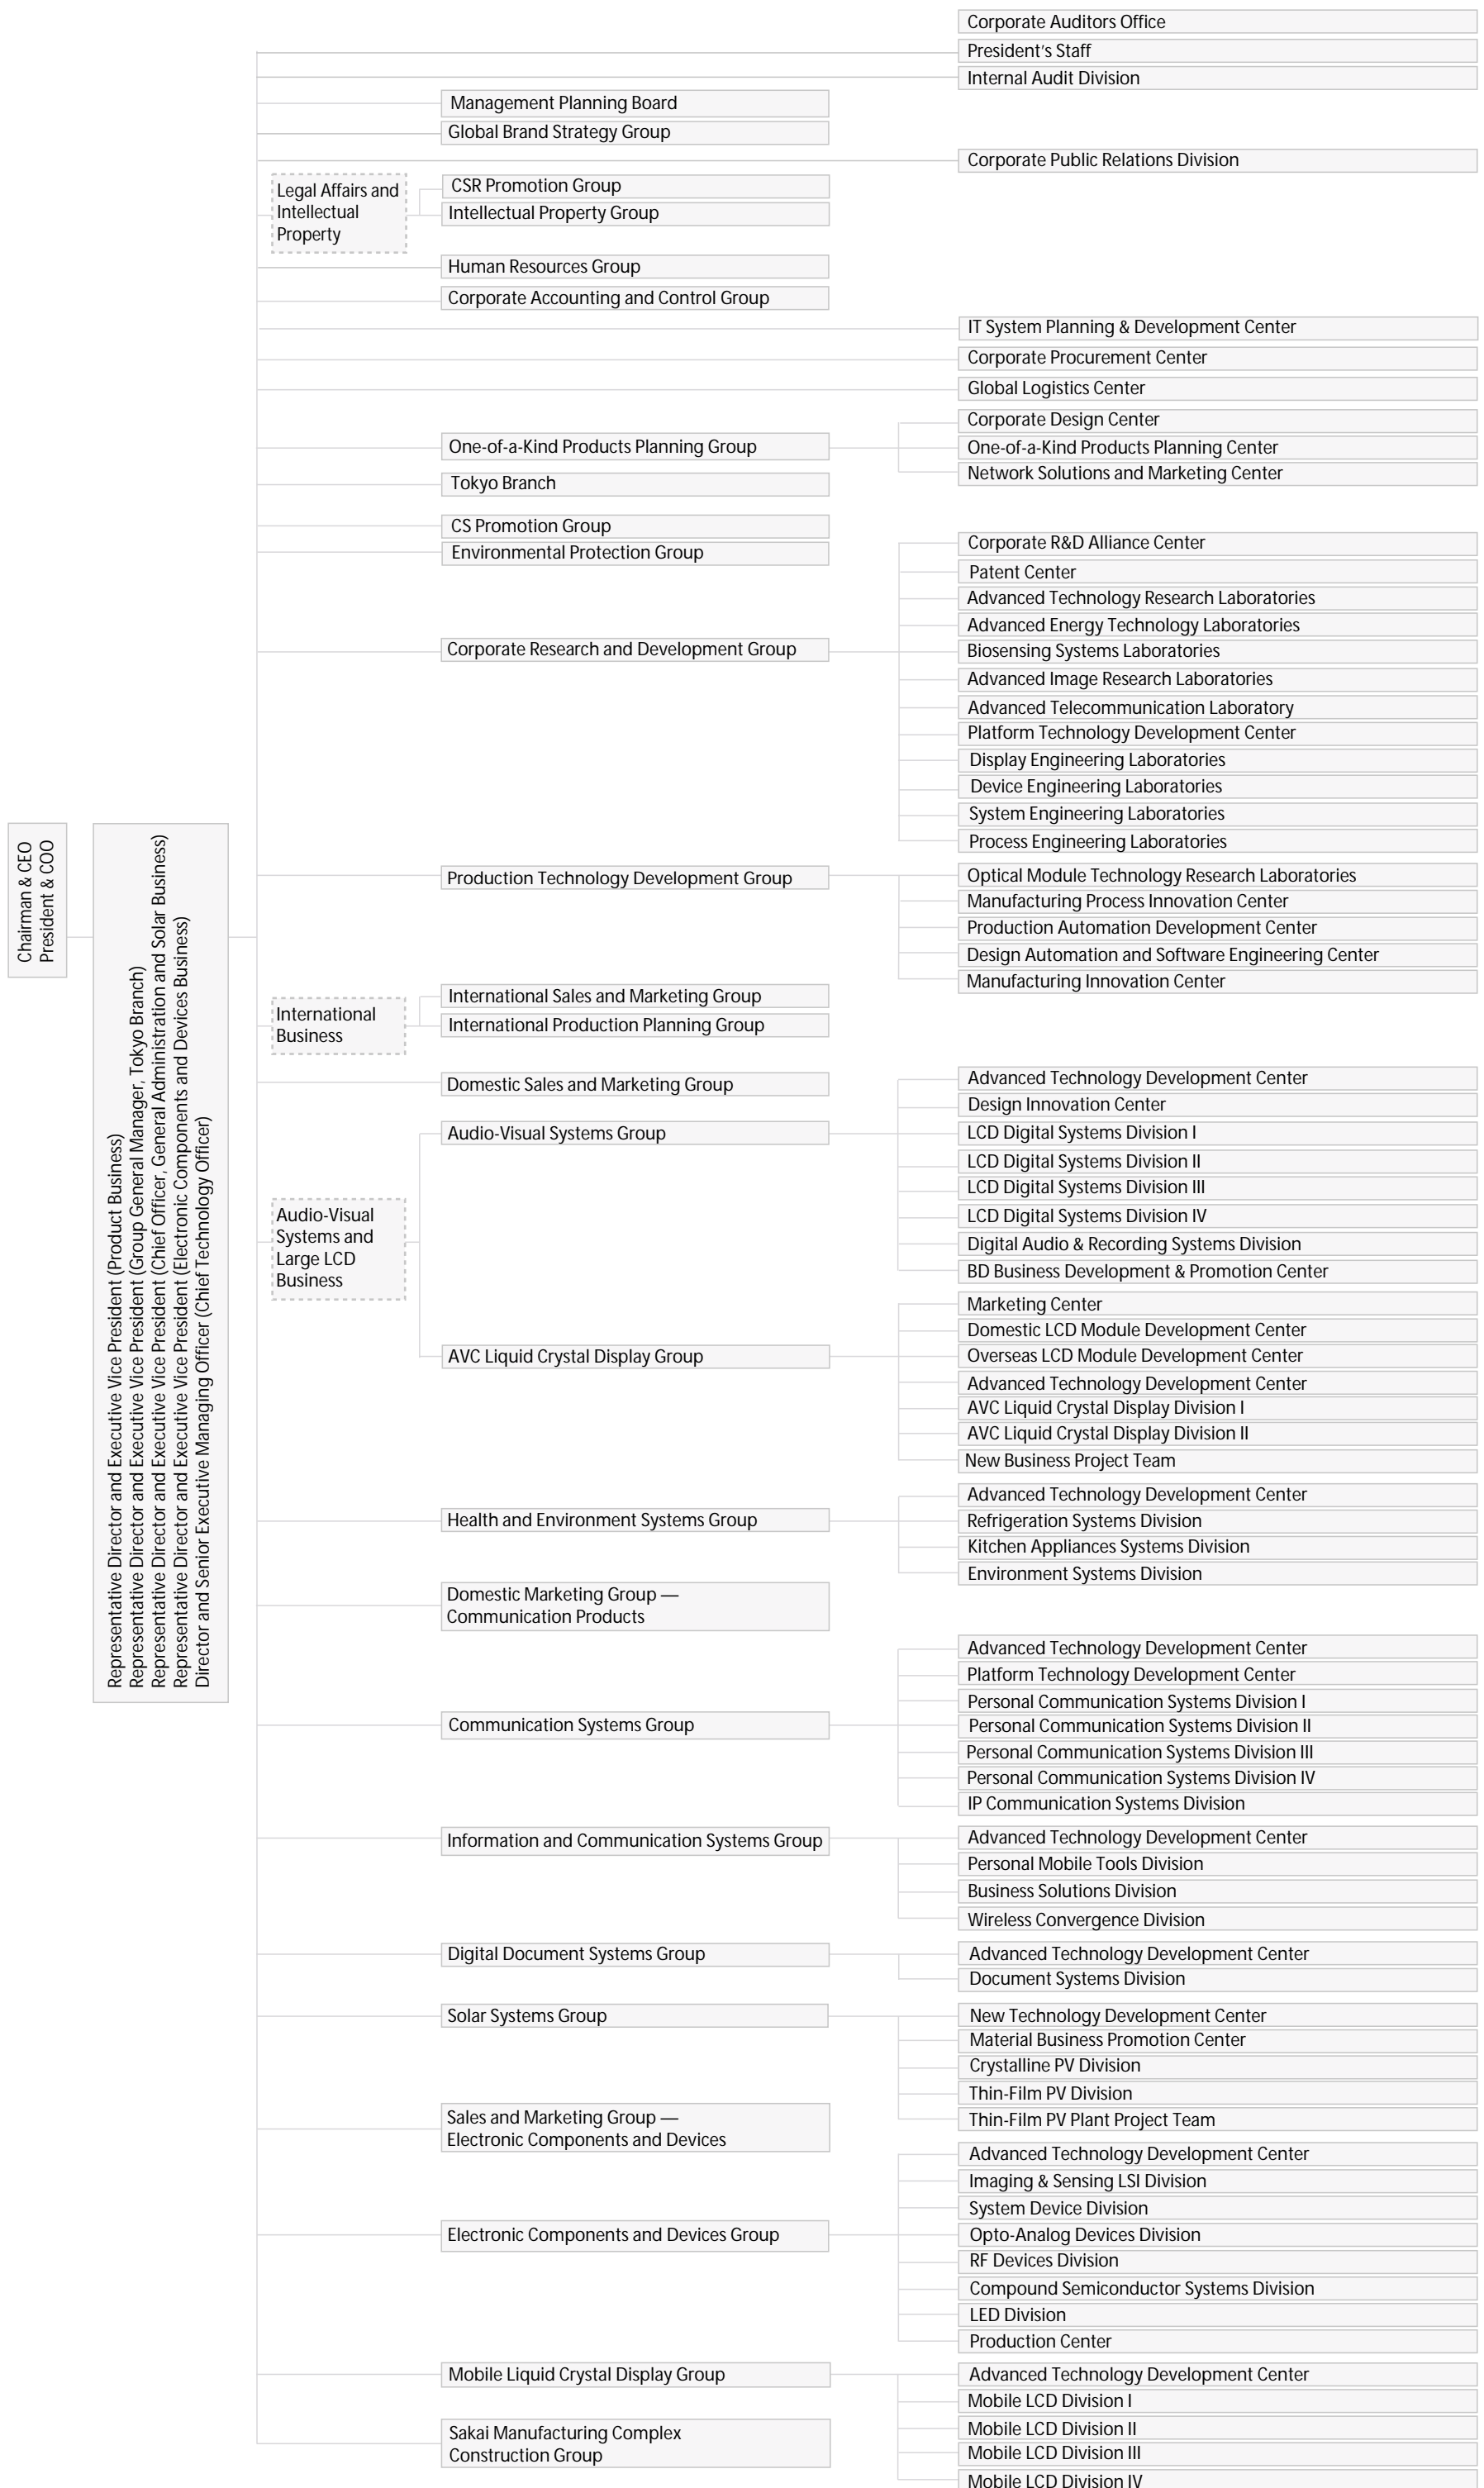 Corporate Auditors Office
President's Staff
Internal Audit Division
Management Planning Board
Global Brand Strategy Group
Corporate Public Relations Division
Legal Affairs and
Intellectual
Property
CSR Promotion Group
Intellectual Property Group
Human Resources Group
Corporate Accounting and Control Group
IT System Planning & Development Center
Corporate Procurement Center
Global Logistics Center
One-of-a-Kind Products Planning Group
Corporate Design Center
One-of-a-Kind Products Planning Center
Network Solutions and Marketing Center
Tokyo Branch
CS Promotion Group
Environmental Protection Group
Corporate Research and Development Group
Corporate R&D Alliance Center
Patent Center
Advanced Technology Research Laboratories
Advanced Energy Technology Laboratories
Biosensing Systems Laboratories
Advanced Image Research Laboratories
Advanced Telecommunication Laboratory
Platform Technology Development Center
Display Engineering Laboratories
Device Engineering Laboratories
System Engineering Laboratories
Process Engineering Laboratories
Chairman & CEO
President & COO
Representative Director and Executive Vice President (Product Business)
Representative Director and Executive Vice President (Group General Manager, Tokyo Branch)
Representative Director and Executive Vice President (Chief Officer, General Administration and Solar Business)
Representative Director and Executive Vice President (Electronic Components and Devices Business)
Director and Senior Executive Managing Officer (Chief Technology Officer)
Production Technology Development Group
Optical Module Technology Research Laboratories
Manufacturing Process Innovation Center
Production Automation Development Center
Design Automation and Software Engineering Center
Manufacturing Innovation Center
International
Business
International Sales and Marketing Group
International Production Planning Group
Domestic Sales and Marketing Group
Audio-Visual
Systems and
Large LCD
Business
Audio-Visual Systems Group
Advanced Technology Development Center
Design Innovation Center
LCD Digital Systems Division I
LCD Digital Systems Division II
LCD Digital Systems Division III
LCD Digital Systems Division IV
Digital Audio & Recording Systems Division
BD Business Development & Promotion Center
AVC Liquid Crystal Display Group
Marketing Center
Domestic LCD Module Development Center
Overseas LCD Module Development Center
Advanced Technology Development Center
AVC Liquid Crystal Display Division I
AVC Liquid Crystal Display Division II
New Business Project Team
Health and Environment Systems Group
Advanced Technology Development Center
Refrigeration Systems Division
Kitchen Appliances Systems Division
Environment Systems Division
Domestic Marketing Group —
Communication Products
Communication Systems Group
Advanced Technology Development Center
Platform Technology Development Center
Personal Communication Systems Division I
Personal Communication Systems Division II
Personal Communication Systems Division III
Personal Communication Systems Division IV
IP Communication Systems Division
Information and Communication Systems Group
Advanced Technology Development Center
Personal Mobile Tools Division
Business Solutions Division
Wireless Convergence Division
Digital Document Systems Group
Advanced Technology Development Center
Document Systems Division
Solar Systems Group
New Technology Development Center
Material Business Promotion Center
Crystalline PV Division
Thin-Film PV Division
Thin-Film PV Plant Project Team
Sales and Marketing Group —
Electronic Components and Devices
Electronic Components and Devices Group
Advanced Technology Development Center
Imaging & Sensing LSI Division
System Device Division
Opto-Analog Devices Division
RF Devices Division
Compound Semiconductor Systems Division
LED Division
Production Center
Mobile Liquid Crystal Display Group
Advanced Technology Development Center
Mobile LCD Division I
Mobile LCD Division II
Mobile LCD Division III
Mobile LCD Division IV
Sakai Manufacturing Complex
Construction Group